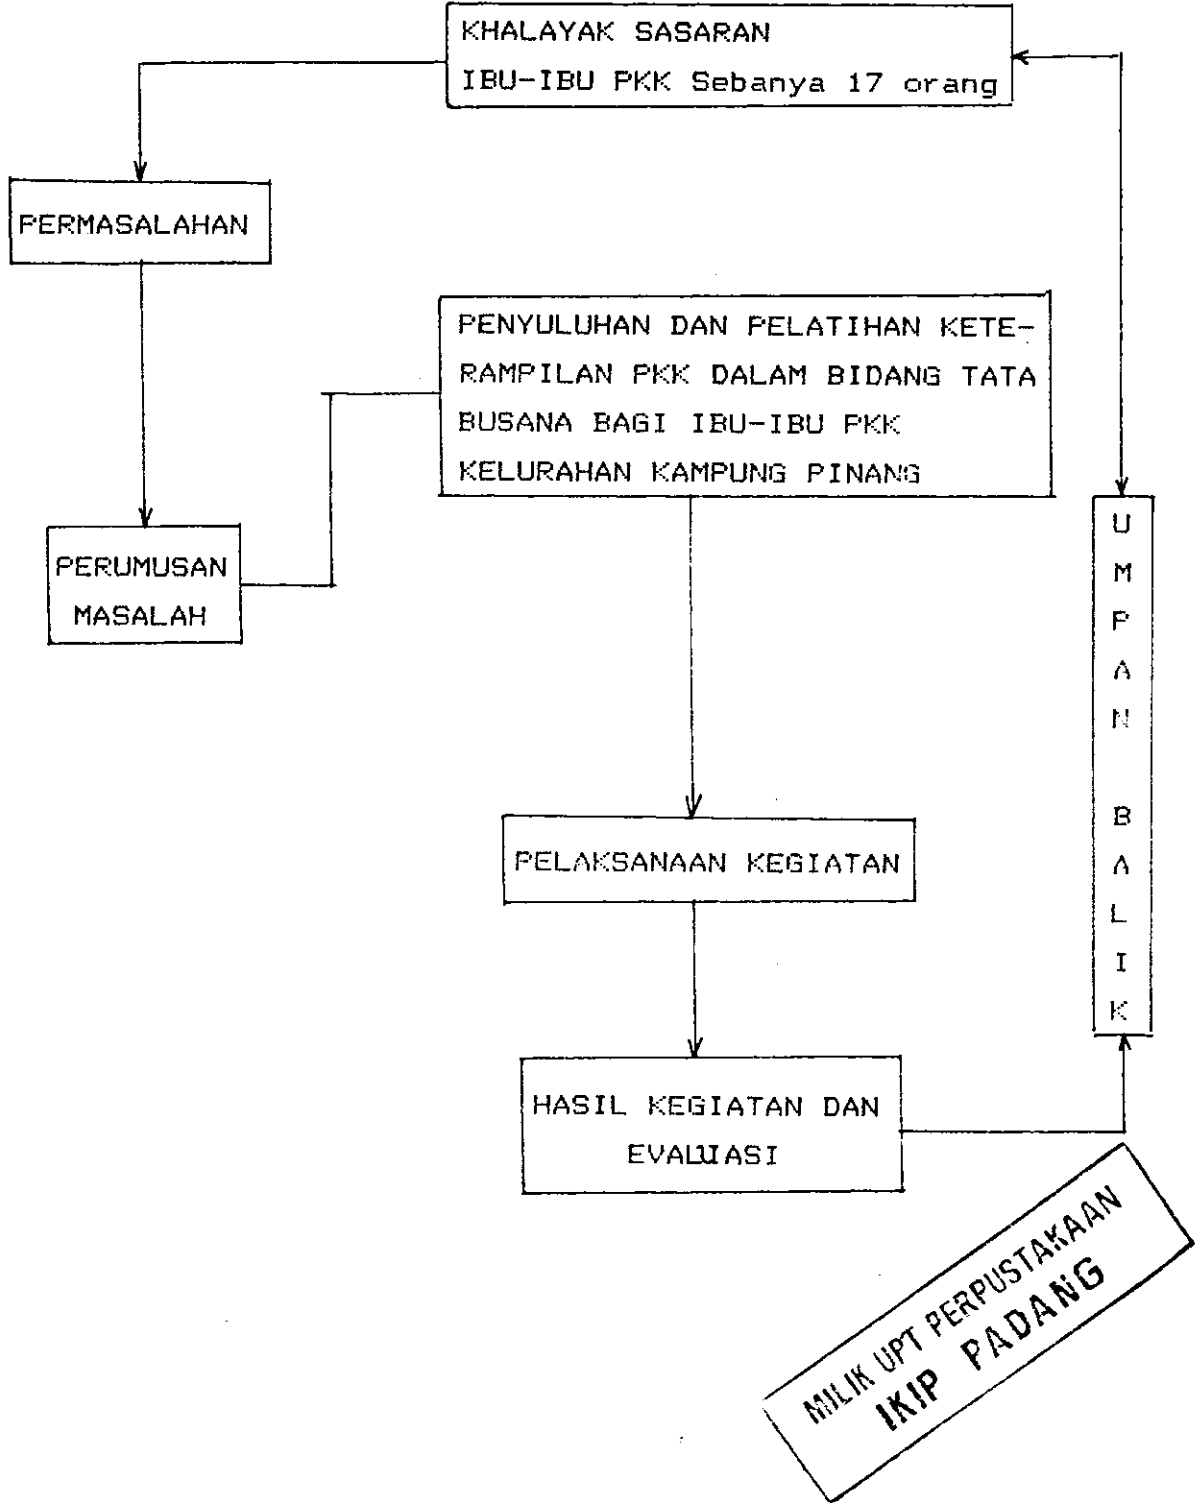 KHALAYAK SASARAN
IBU-IBU PKK Sebanya 17 orang
PERMASALAHAN
PENYULUHAN DAN PELATIHAN KETE-
RAMPILAN PKK DALAM BIDANG TATA
BUSANA BAGI IBU-IBU PKK
KELURAHAN KAMPUNG PINANG
PERUMUSAN
MASALAH
UMPAN BALIK
PELAKSANAAN KEGIATAN
HASIL KEGIATAN DAN
EVALUASI
MILIK UPT PERPUSTAKAAN
IKIP PADANG